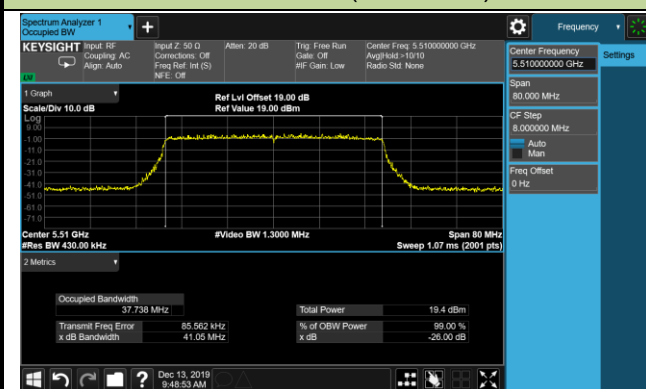 Spectrum Analyzer 1
Occupied BW
+
Frequency
KEYSIGHT
Input: RF
Coupling: AC
Align: Auto
Input Z: 50 Ω
Corrections: Off
Freq Ref: Int (S)
NFE: Off
Atten: 20 dB
Trig: Free Run
Gate: Off
#IF Gain: Low
Center Freq: 5.510000000 GHz
Avg|Hold:>10/10
Radio Std: None
Center Frequency
5.510000000 GHz
Settings
Span
80.000 MHz
CF Step
8.000000 MHz
Auto
Man
Freq Offset
0 Hz
1 Graph
Scale/Div 10.0 dB
Ref Lvl Offset 19.00 dB
Ref Value 19.00 dBm
Log
9.00
-1.00
-11.0
-21.0
-31.0
-41.0
-51.0
-61.0
-71.0
Center 5.51 GHz
#Res BW 430.00 kHz
#Video BW 1.3000 MHz
Span 80 MHz
Sweep 1.07 ms (2001 pts)
2 Metrics
Occupied Bandwidth
37.738 MHz
Total Power 19.4 dBm
Transmit Freq Error 85.562 kHz
% of OBW Power 99.00 %
x dB Bandwidth 41.05 MHz
x dB -26.00 dB
?
Dec 13, 2019
9:48:53 AM